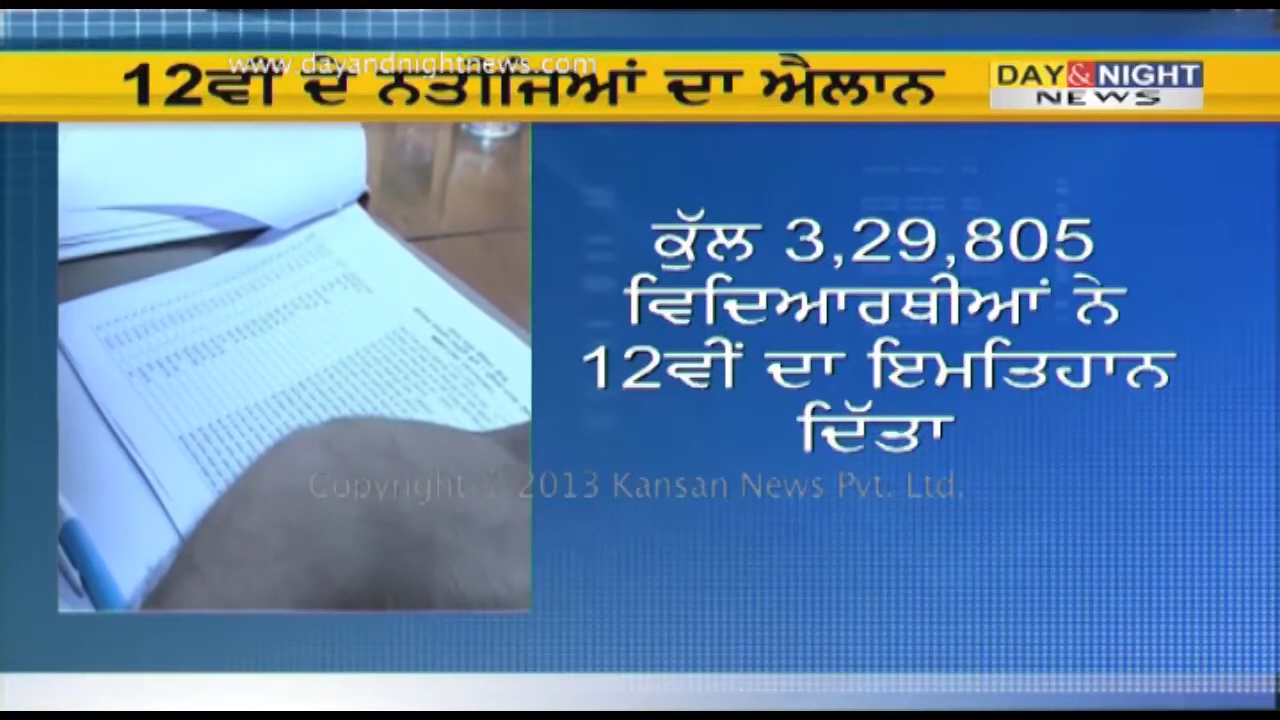 www.dayandnightnews.com
12ਵੀਂ ਦੇ ਨਤੀਜਿਆਂ ਦਾ ਐਲਾਨ
DAY & NIGHT
NEWS
ਕੁੱਲ 3,29,805
ਵਿਦਿਆਰਥੀਆਂ ਨੇ
12ਵੀਂ ਦਾ ਇਮਤਿਹਾਨ
ਦਿੱਤਾ
Copyright © 2013 Kansan News Pvt. Ltd.